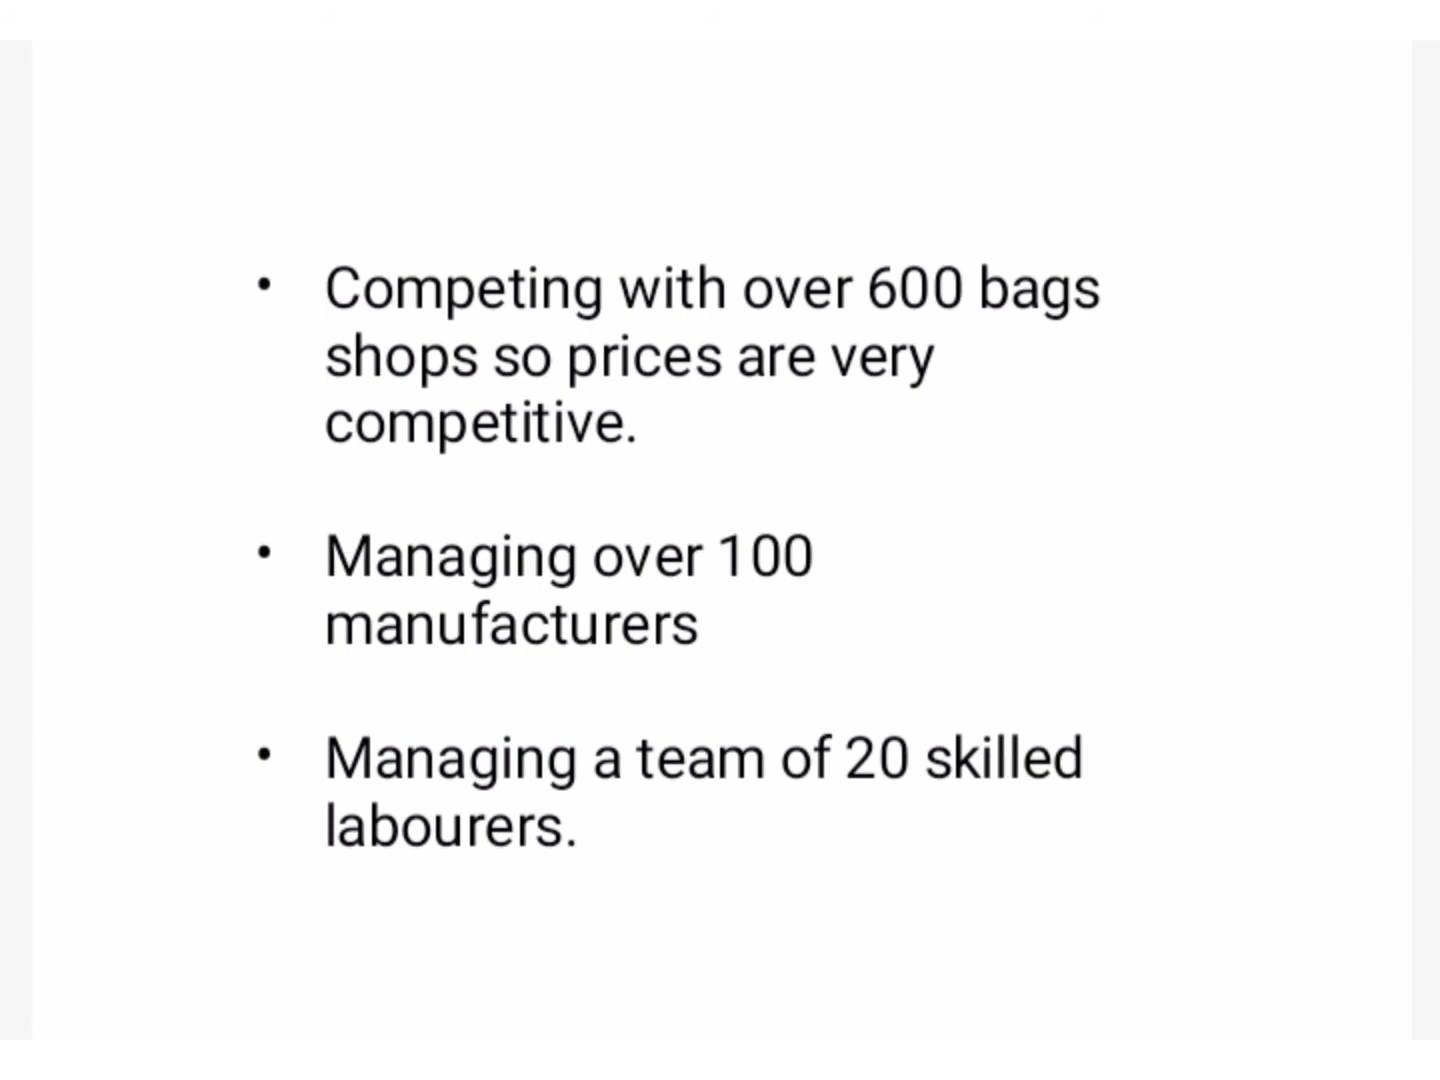 • Competing with over 600 bags
shops so prices are very
competitive.
• Managing over 100
manufacturers
• Managing a team of 20 skilled
labourers.